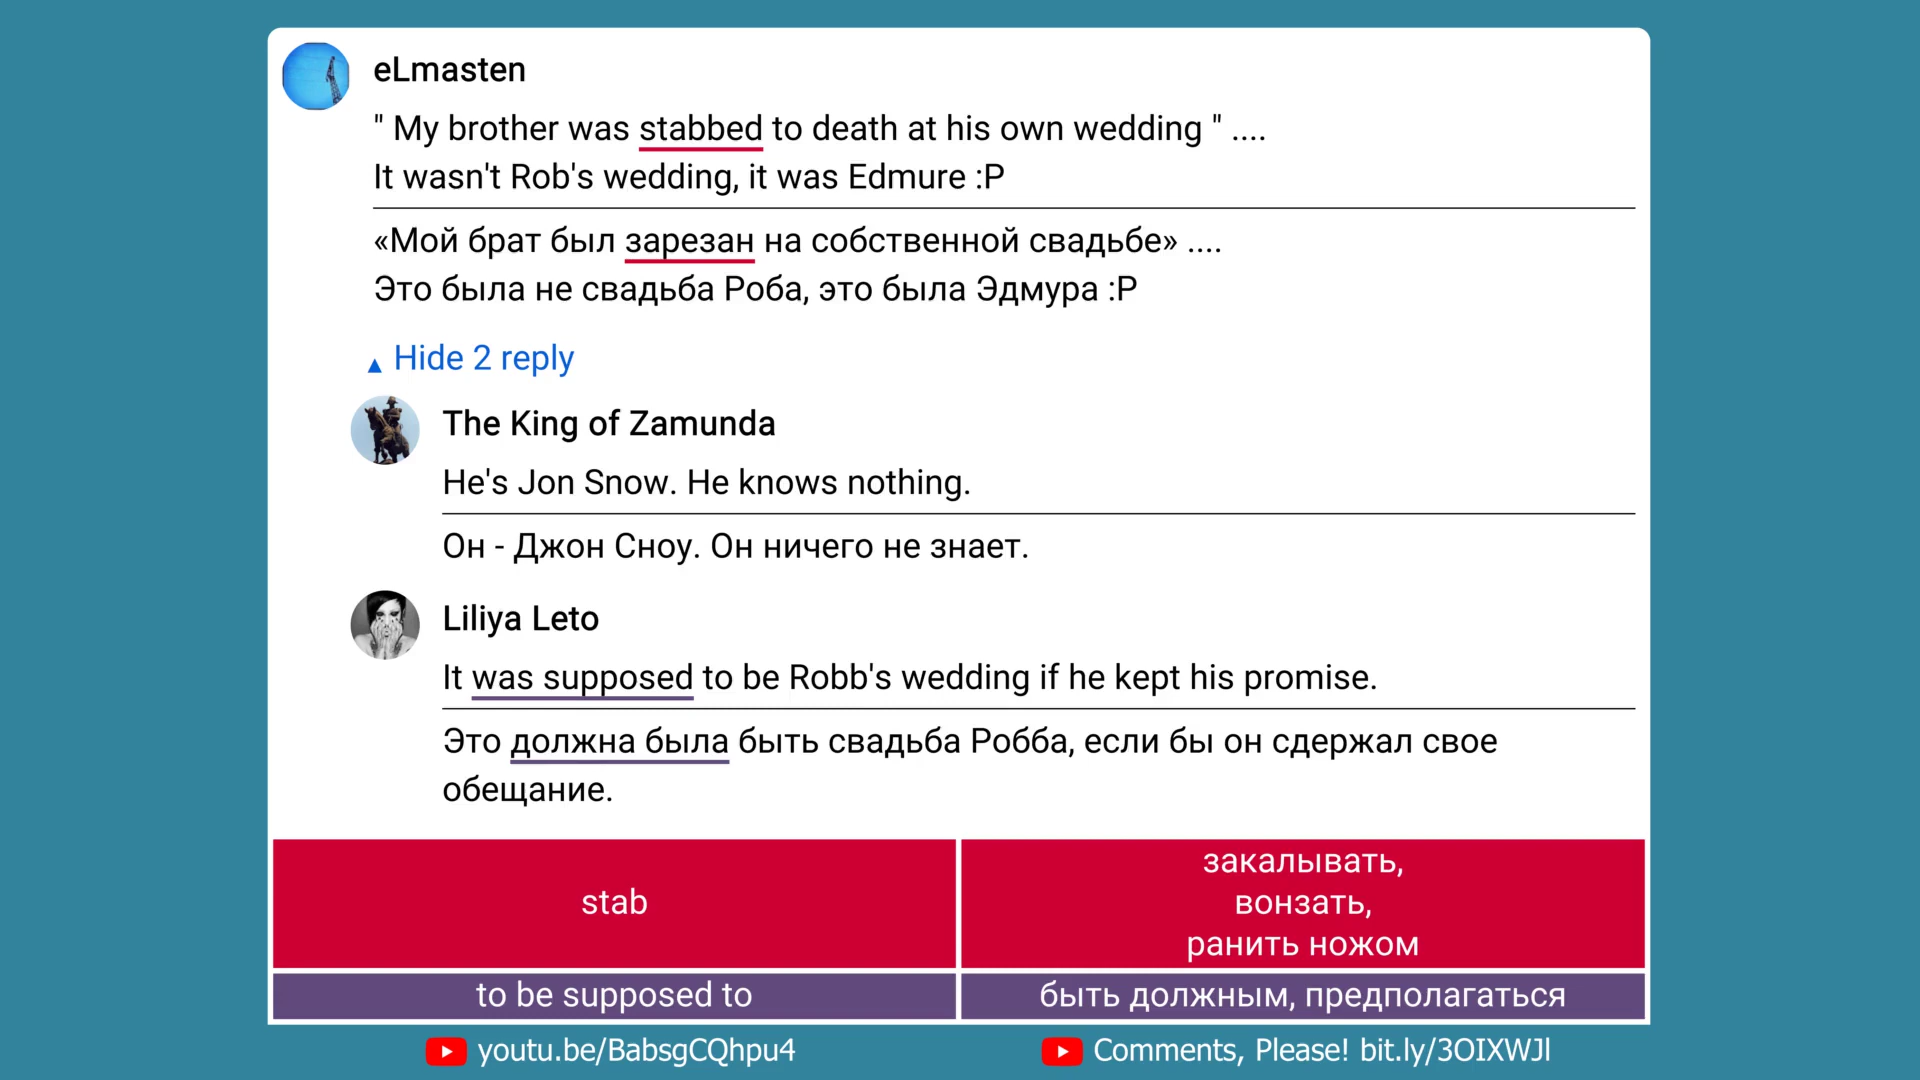 eLmasten
" My brother was stabbed to death at his own wedding " ....
It wasn't Rob's wedding, it was Edmure :P
«Мой брат был зарезан на собственной свадьбе» ....
Это была не свадьба Роба, это была Эдмура :P
▲ Hide 2 reply
The King of Zamunda
He's Jon Snow. He knows nothing.
Он - Джон Сноу. Он ничего не знает.
Liliya Leto
It was supposed to be Robb's wedding if he kept his promise.
Это должна была быть свадьба Робба, если бы он сдержал свое
обещание.
stab
закалывать,
вонзать,
ранить ножом
to be supposed to
быть должным, предполагаться
youtu.be/BabsgCQhpu4
Comments, Please! bit.ly/3OIXWJl